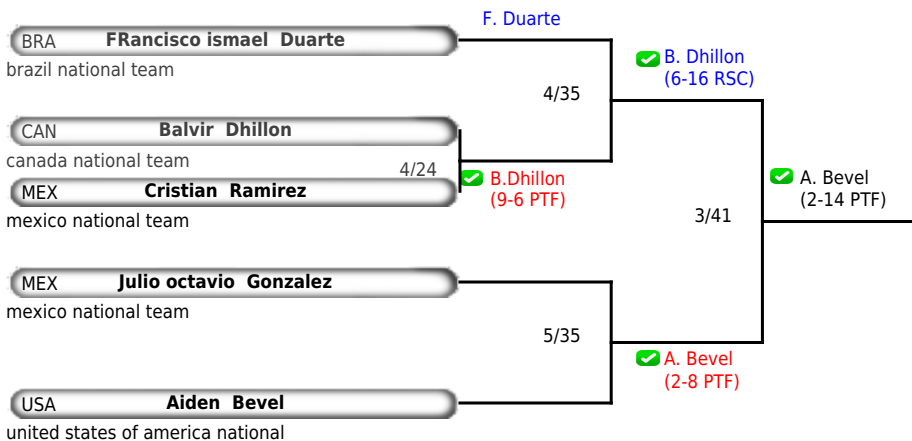 F. Duarte
BRA FRancisco ismael Duarte
brazil national team
B. Dhillon
(6-16 RSC)
4/35
CAN Balvir Dhillon
canada national team
4/24
B.Dhillon
(9-6 PTF)
MEX Cristian Ramirez
mexico national team
A. Bevel
(2-14 PTF)
3/41
MEX Julio octavio Gonzalez
mexico national team
5/35
A. Bevel
(2-8 PTF)
USA Aiden Bevel
united states of america national